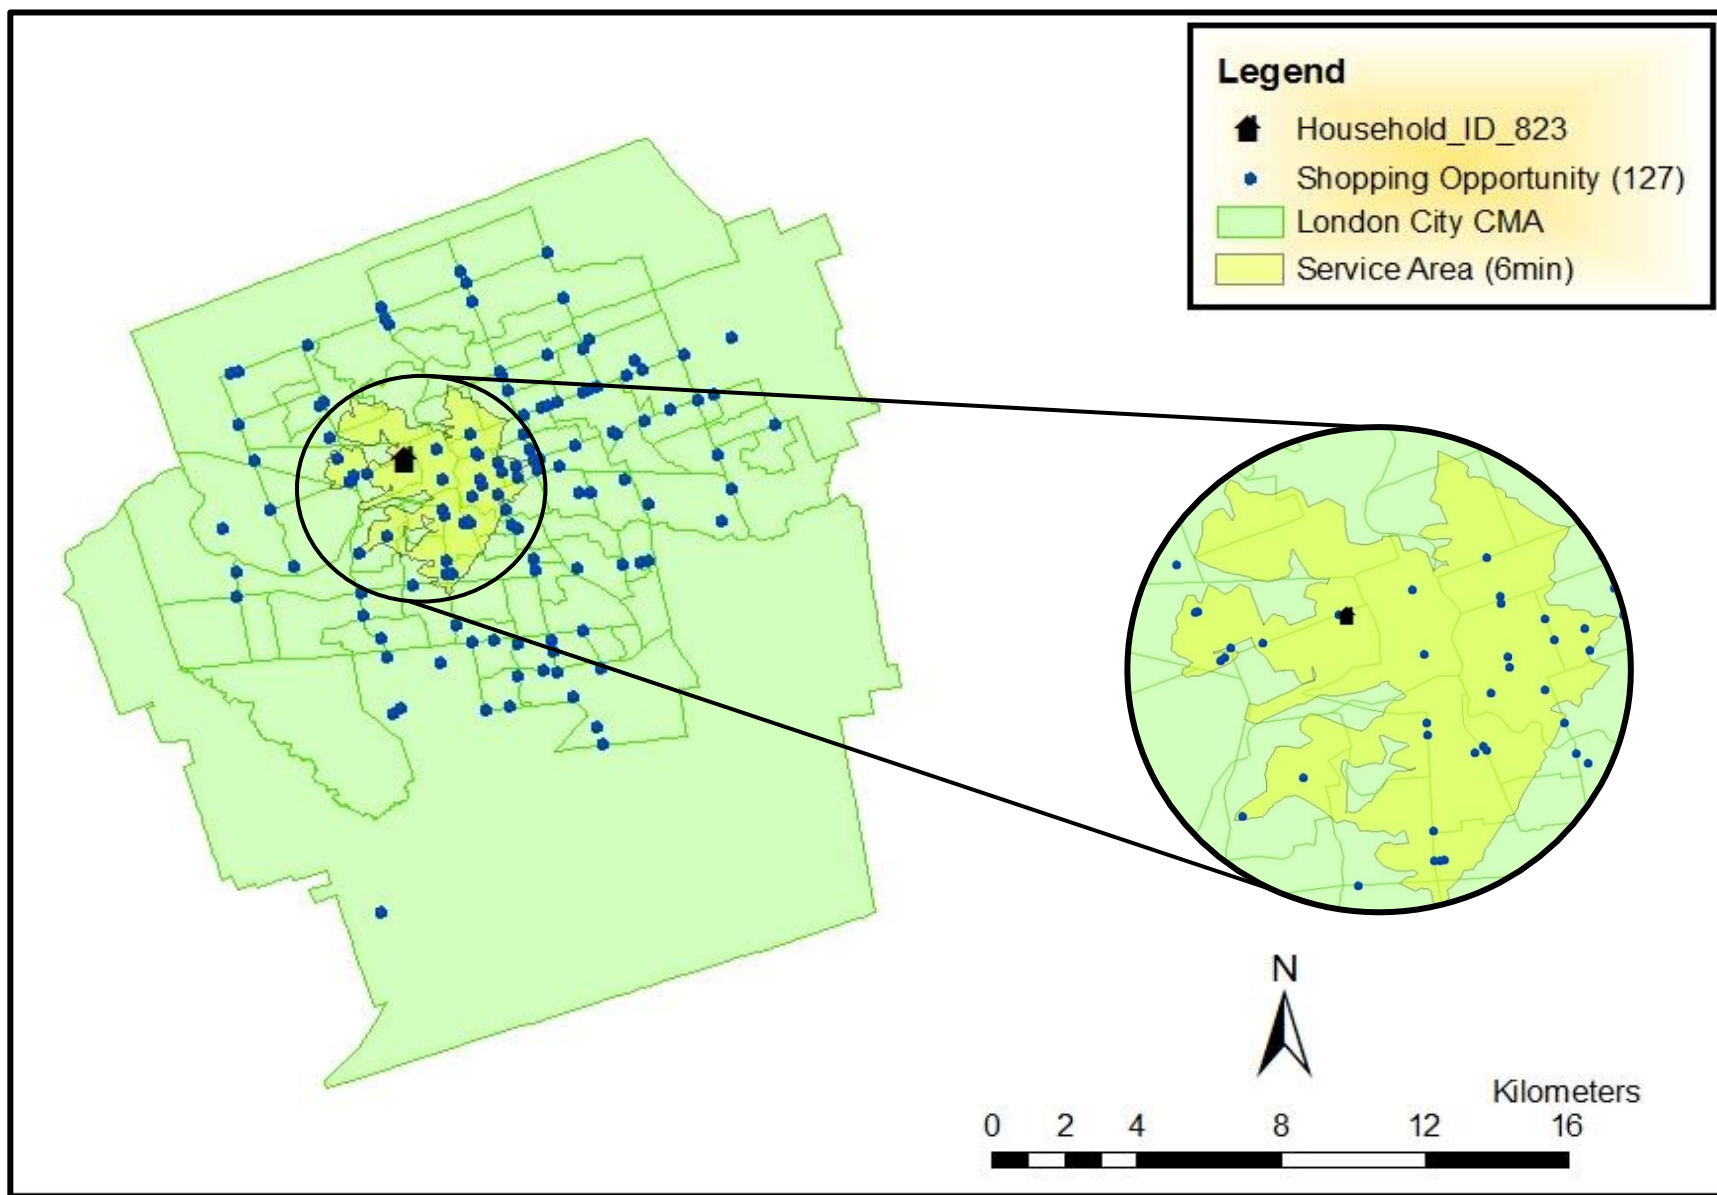 Legend
Household_ID_823
Shopping Opportunity (127)
London City CMA
Service Area (6min)
N
Kilometers
0 2 4 8 12 16